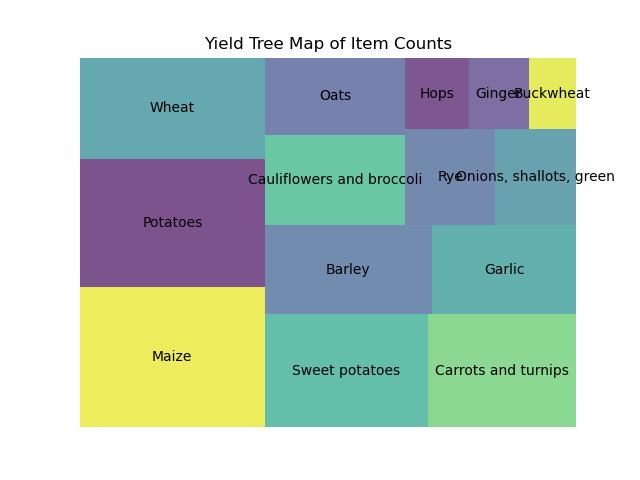 Yield Tree Map of Item Counts
Wheat
Oats
Hops
Ginger
Buckwheat
Cauliflowers and broccoli
Rye
Onions, shallots, green
Potatoes
Barley
Garlic
Maize
Sweet potatoes
Carrots and turnips